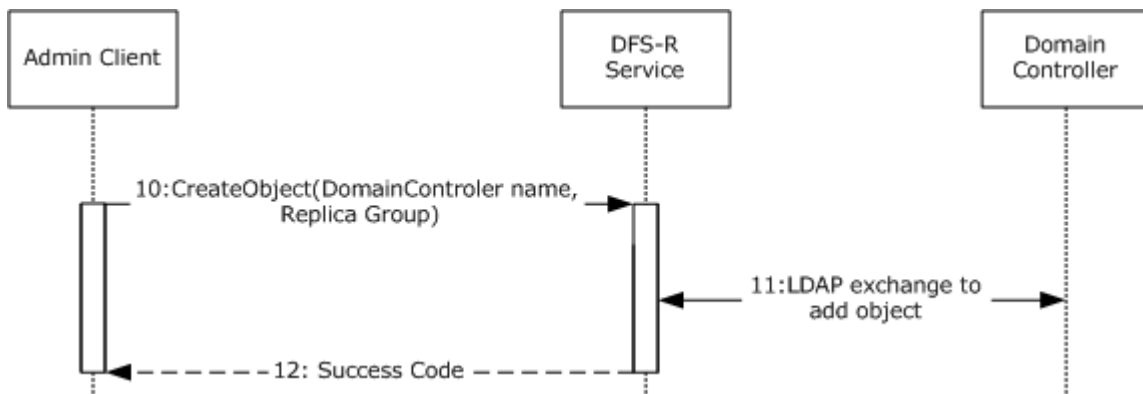 Admin Client
DFS-R
Service
Domain
Controller
10:CreateObject(DomainControler name,
Replica Group)
11:LDAP exchange to
add object
12: Success Code